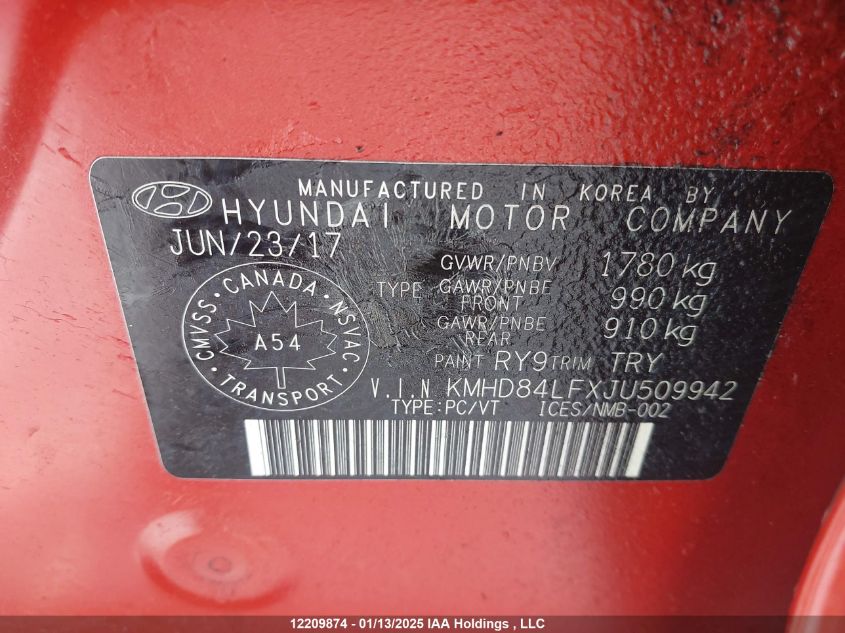 MANUFACTURED IN KOREA BY
HYUNDAI MOTOR COMPANY
JUN/23/17
GVWR/PNBV 1780 kg
TYPE GAWR/PNBE FRONT 990 kg
GAWR/PNBE REAR 910 kg
CMVSS · CANADA · NSVAC · TRANSPORT
A54
PAINT RY9 TRIM TRY
V.I.N KMHD84LFXJU509942
TYPE:PC/VT ICES/NMB-002
12209874 - 01/13/2025 IAA Holdings , LLC